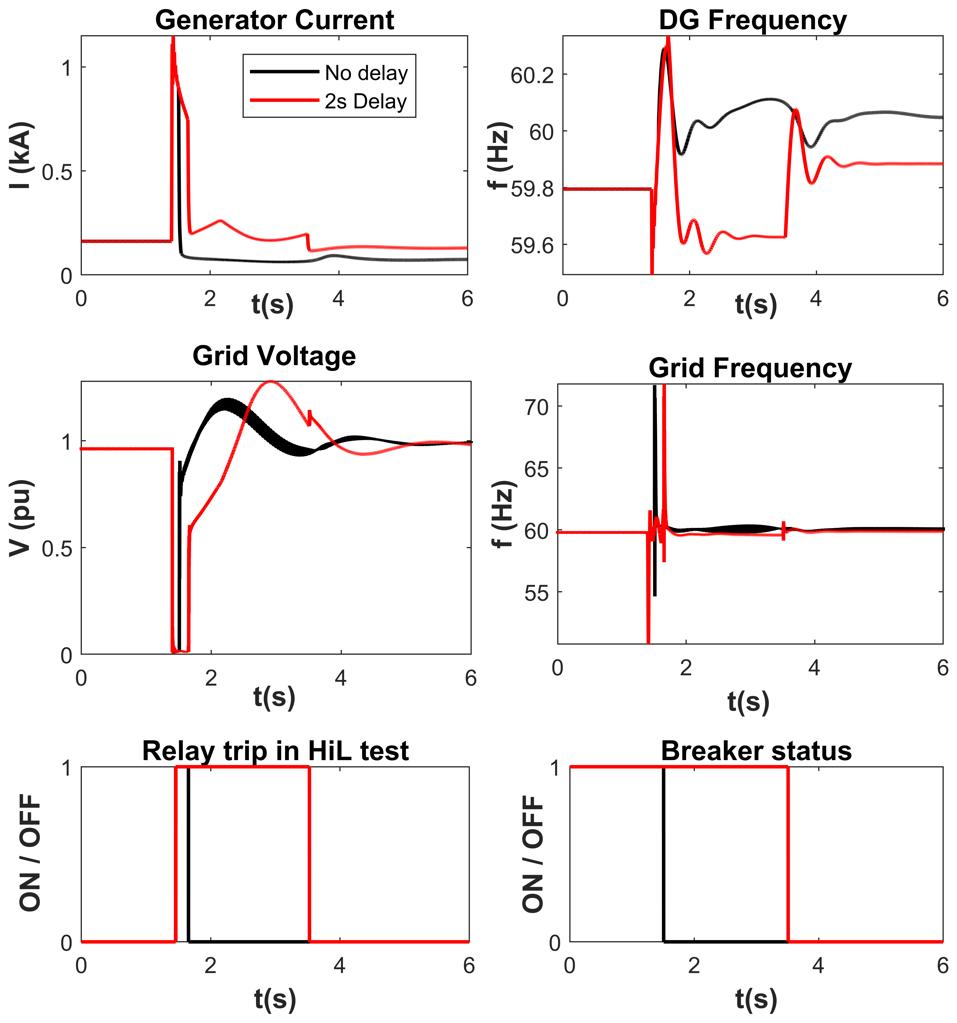 Generator Current
DG Frequency
No delay
2s Delay
I (kA)
1
0.5
0
0 2 4 6
t(s)
f (Hz)
60.2
60
59.8
59.6
0 2 4 6
t(s)
Grid Voltage
Grid Frequency
V (pu)
1
0.5
0
0 2 4 6
t(s)
f (Hz)
70
65
60
55
0 2 4 6
t(s)
Relay trip in HiL test
Breaker status
ON / OFF
1
0
0 2 4 6
t(s)
ON / OFF
1
0
0 2 4 6
t(s)